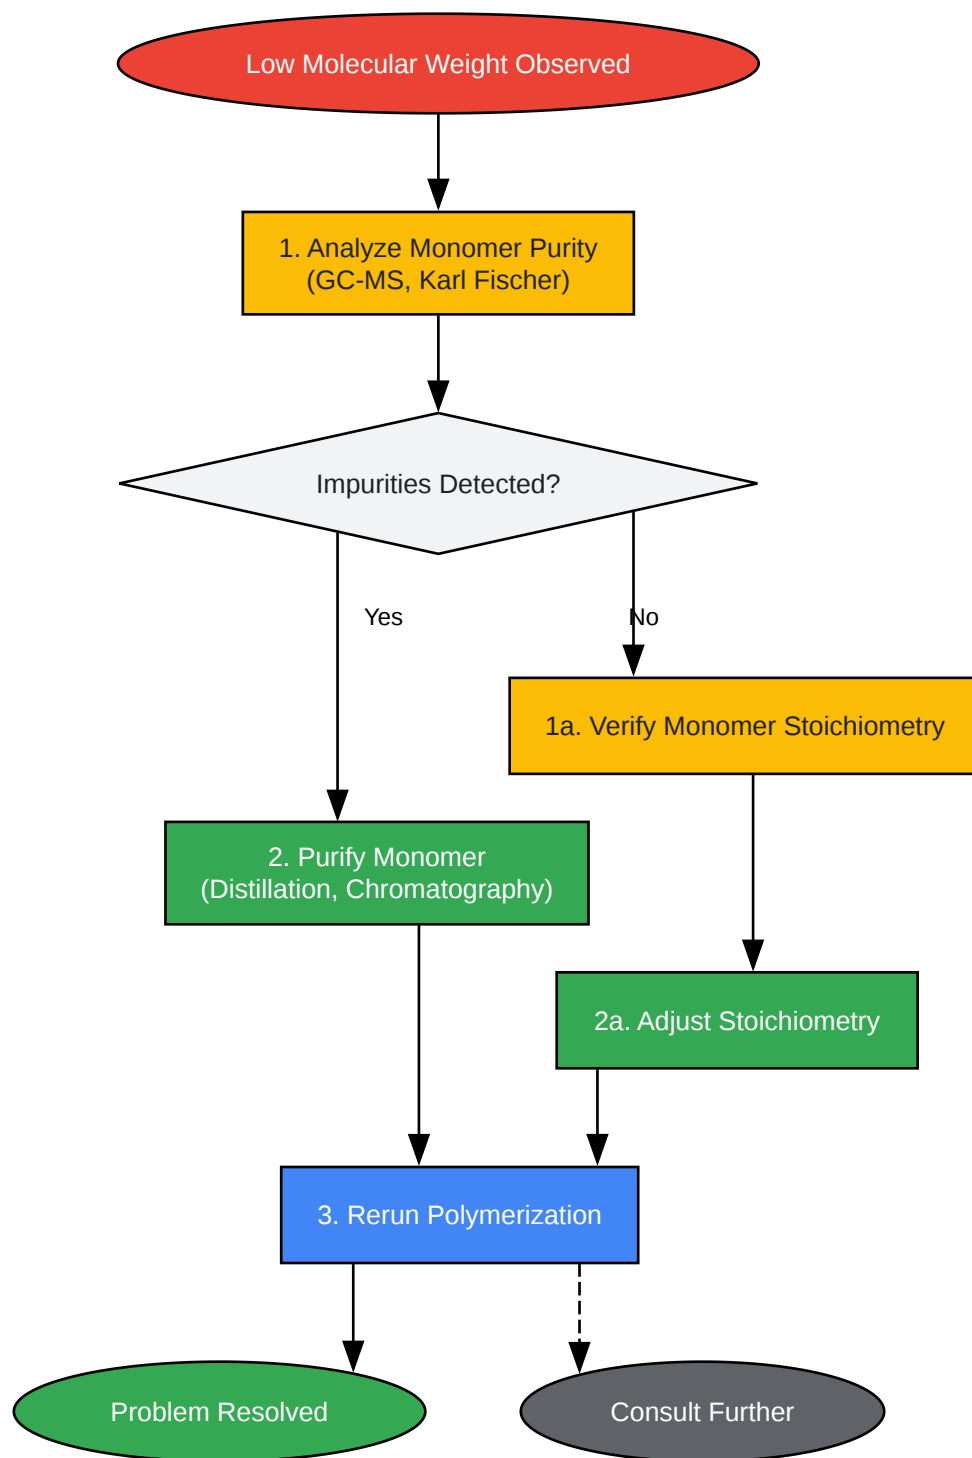 Low Molecular Weight Observed
1. Analyze Monomer Purity
(GC-MS, Karl Fischer)
Impurities Detected?
Yes
No
1a. Verify Monomer Stoichiometry
2. Purify Monomer
(Distillation, Chromatography)
2a. Adjust Stoichiometry
3. Rerun Polymerization
Problem Resolved
Consult Further